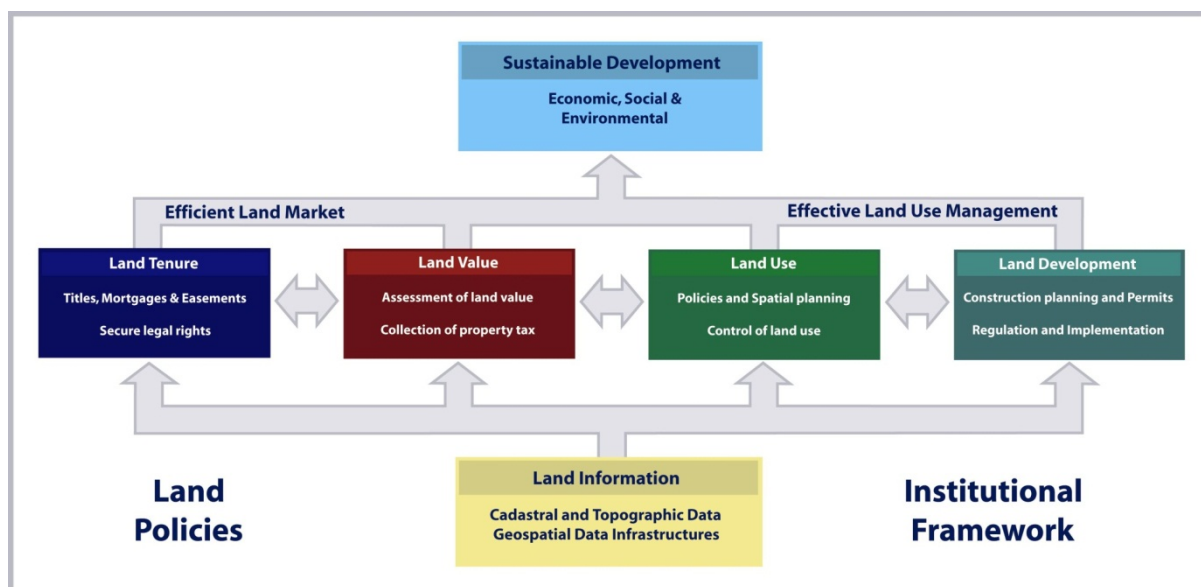 Sustainable Development
Economic, Social &
Environmental
Efficient Land Market
Effective Land Use Management
Land Tenure
Titles, Mortgages & Easements
Secure legal rights
Land Value
Assessment of land value
Collection of property tax
Land Use
Policies and Spatial planning
Control of land use
Land Development
Construction planning and Permits
Regulation and Implementation
Land
Policies
Land Information
Cadastral and Topographic Data
Geospatial Data Infrastructures
Institutional
Framework